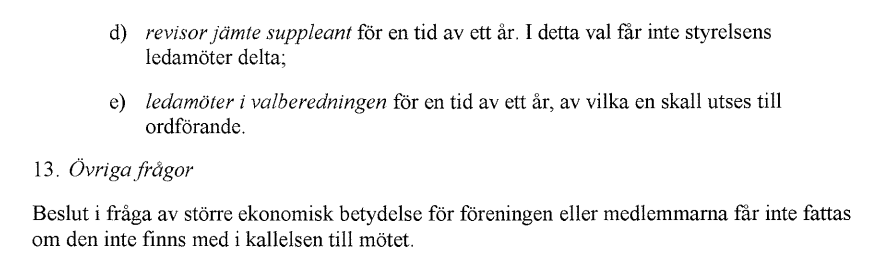 d) revisor jämte suppleant för en tid av ett år. I detta val får inte styrelsens
ledamöter delta;
e) ledamöter i valberedningen för en tid av ett år, av vilka en skall utses till
ordförande.
13. Övriga frågor
Beslut i fråga av större ekonomisk betydelse för föreningen eller medlemmarna får inte fattas
om den inte finns med i kallelsen till mötet.